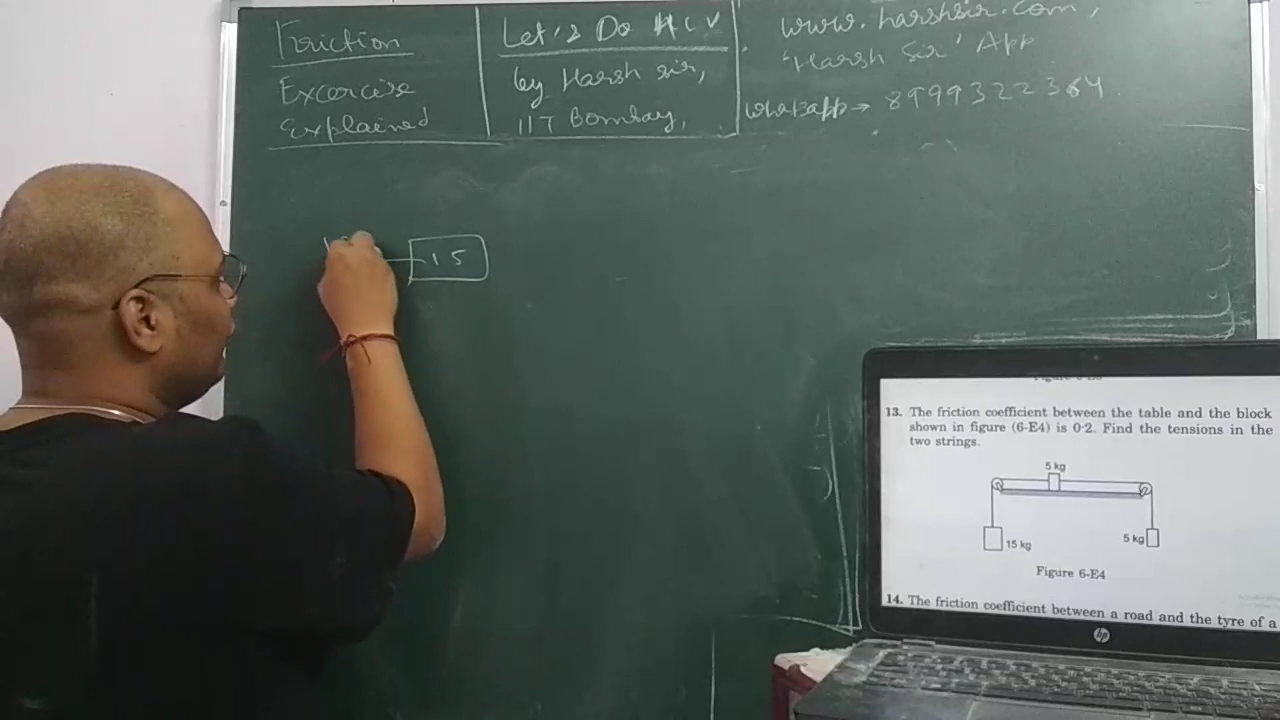 Friction
Excercise
Explained
Let's Do HCV
by Harsh sir,
IIT Bombay,
www.harshsir.com,
'Harsh Sir' App
Whatsapp → 8999322364
15
13. The friction coefficient between the table and the block
shown in figure (6-E4) is 0·2. Find the tensions in the
two strings.
5 kg
15 kg
5 kg
Figure 6-E4
14. The friction coefficient between a road and the tyre of a
hp